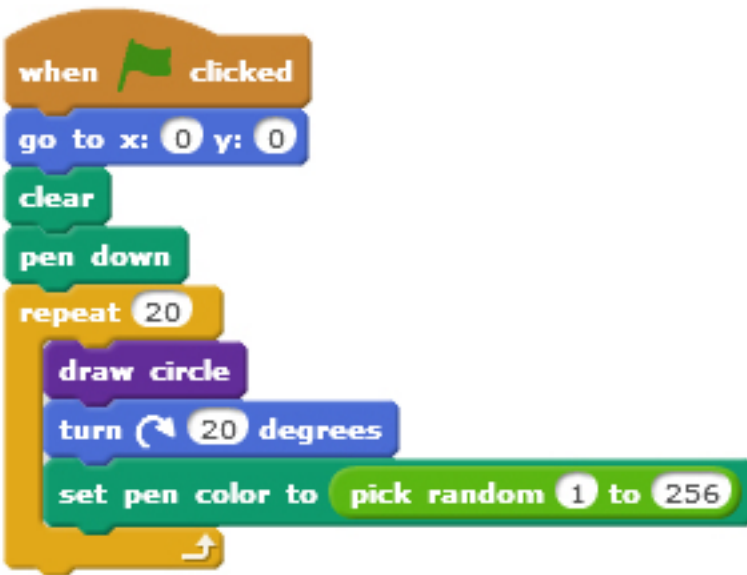 when clicked
go to x: 0 y: 0
clear
pen down
repeat 20
draw circle
turn 20 degrees
set pen color to pick random 1 to 256